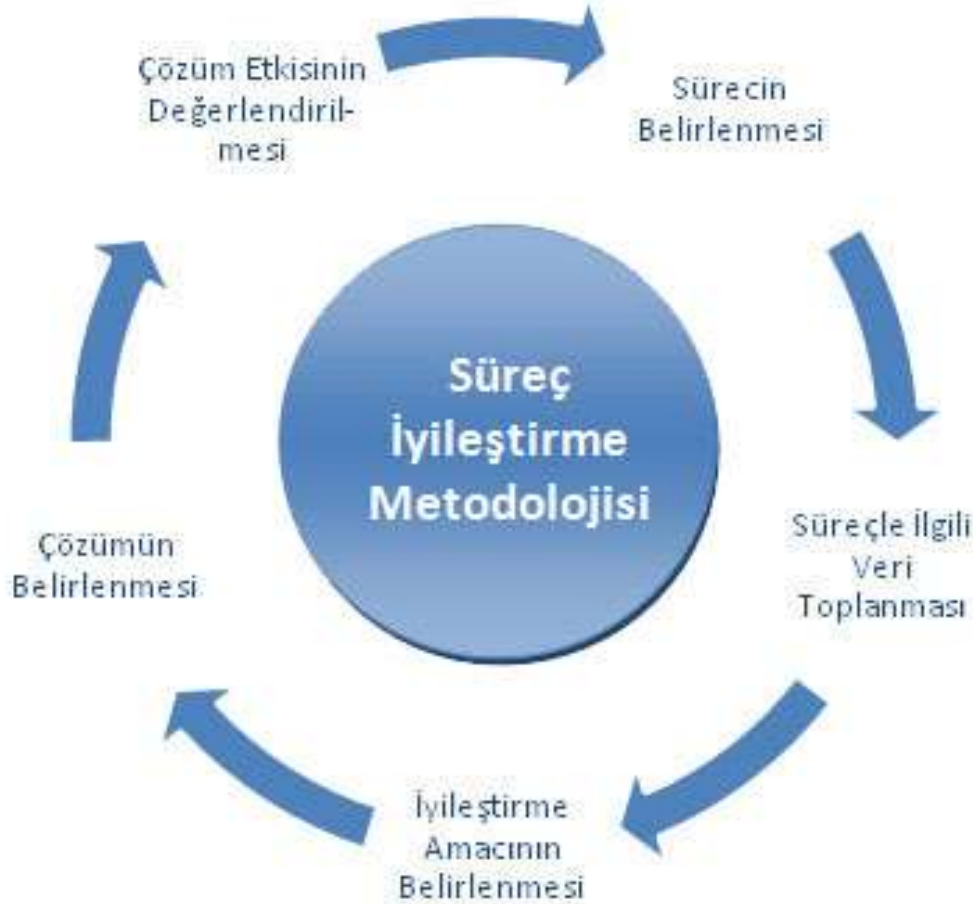 Çözüm Etkisinin
Değerlendiril-
mesi
Sürecin
Belirlenmesi
Süreç
İyileştirme
Metodolojisi
Süreçle İlgili
Veri
Toplanması
Çözümün
Belirlenmesi
İyileştirme
Amacının
Belirlenmesi